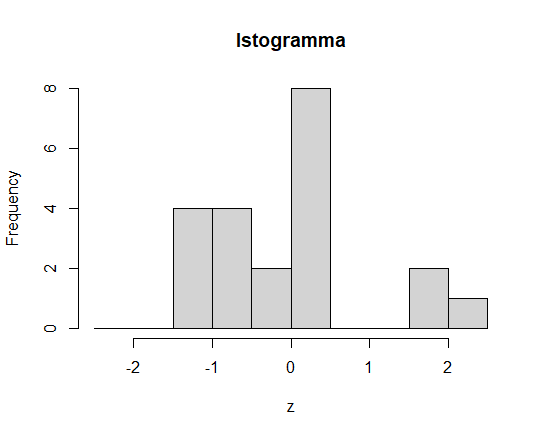 Istogramma
Frequency
0 2 4 6 8
-2 -1 0 1 2
z